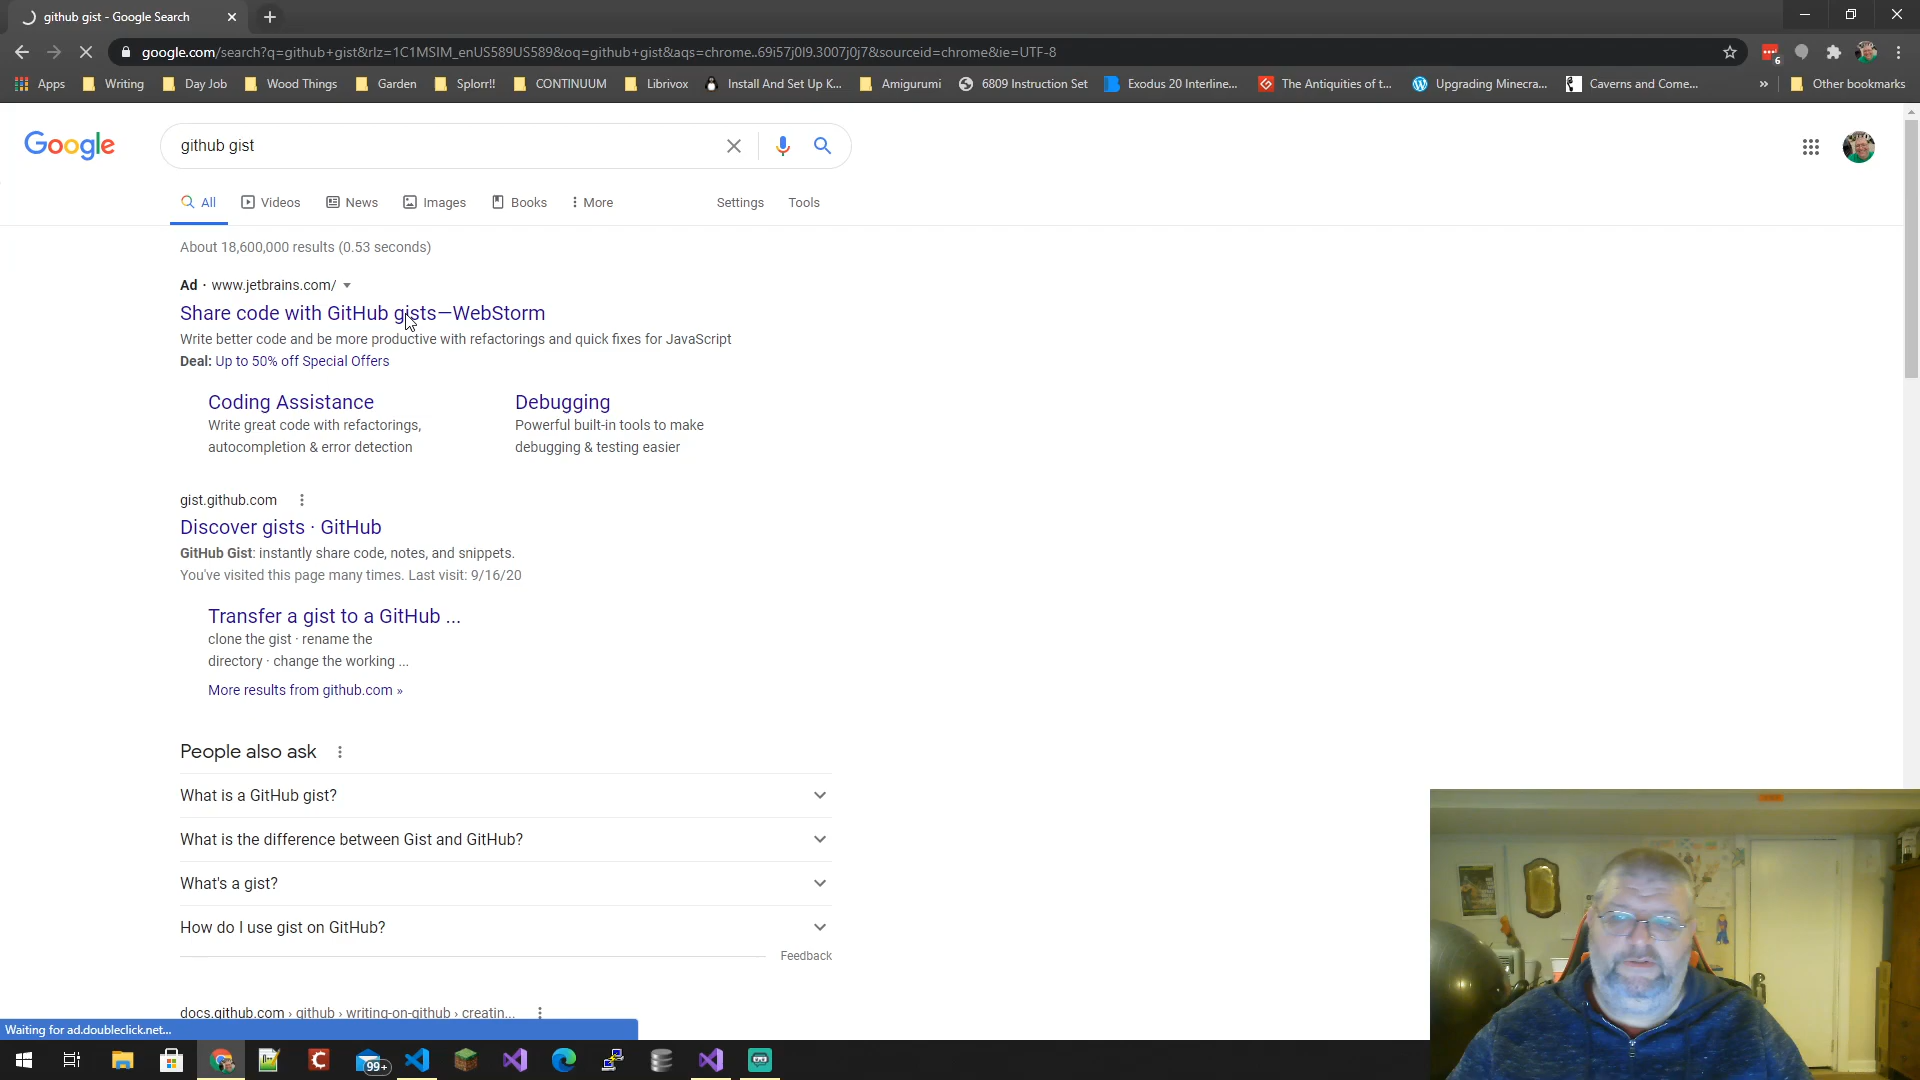 github gist - Google Search
google.com/search?q=github+gist&rlz=1C1MSIM_enUS589US589&oq=github+gist&aqs=chrome..69i57j0l9.3007j0j7&sourceid=chrome&ie=UTF-8
6
Apps Writing Day Job Wood Things Garden Splorr!! CONTINUUM Librivox Install And Set Up K... Amigurumi 6809 Instruction Set Exodus 20 Interline... The Antiquities of t... Upgrading Minecra... Caverns and Come... » Other bookmarks
Google
github gist
All Videos News Images Books More Settings Tools
About 18,600,000 results (0.53 seconds)
Ad · www.jetbrains.com/
Share code with GitHub gists—WebStorm
Write better code and be more productive with refactorings and quick fixes for JavaScript
Deal: Up to 50% off Special Offers
Coding Assistance
Write great code with refactorings,
autocompletion & error detection
Debugging
Powerful built-in tools to make
debugging & testing easier
gist.github.com
Discover gists · GitHub
GitHub Gist: instantly share code, notes, and snippets.
You've visited this page many times. Last visit: 9/16/20
Transfer a gist to a GitHub ...
clone the gist · rename the
directory · change the working ...
More results from github.com »
People also ask
What is a GitHub gist?
What is the difference between Gist and GitHub?
What's a gist?
How do I use gist on GitHub?
Feedback
docs.github.com › github › writing-on-github › creatin...
Waiting for ad.doubleclick.net...
99+